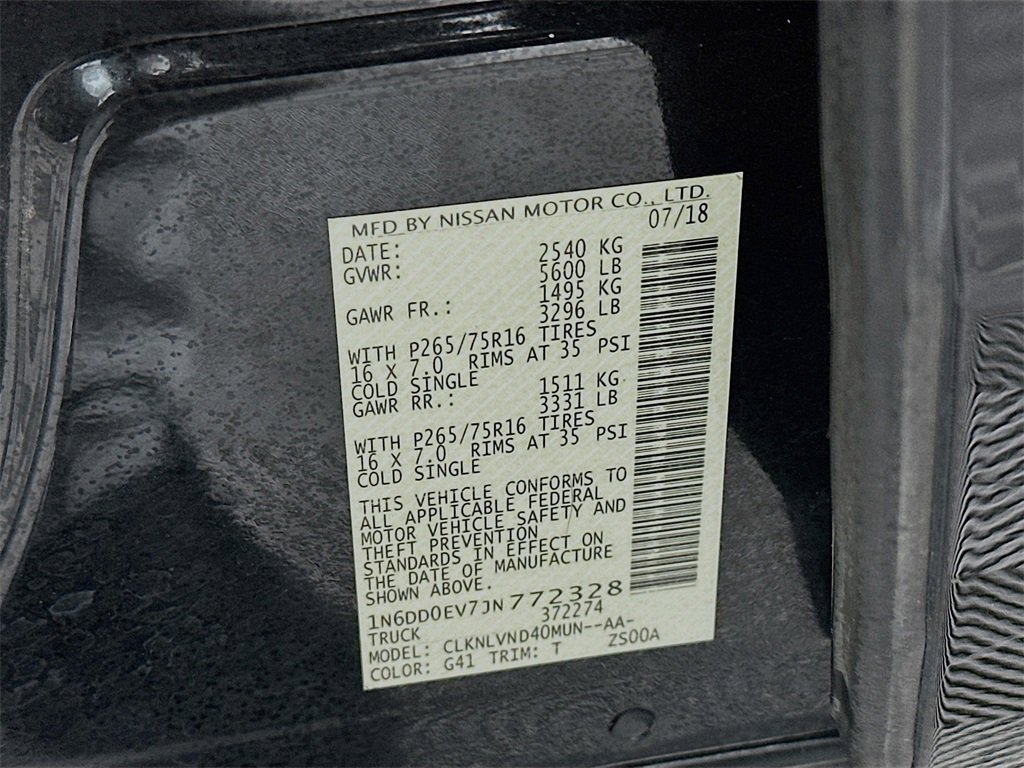 MFD BY NISSAN MOTOR CO., LTD.
DATE: 07/18
GVWR: 2540 KG
5600 LB
1495 KG
GAWR FR.: 3296 LB
WITH P265/75R16 TIRES
16 X 7.0 RIMS AT 35 PSI
COLD SINGLE
1511 KG
GAWR RR.: 3331 LB
WITH P265/75R16 TIRES
16 X 7.0 RIMS AT 35 PSI
COLD SINGLE
THIS VEHICLE CONFORMS TO
ALL APPLICABLE FEDERAL
MOTOR VEHICLE SAFETY AND
THEFT PREVENTION
STANDARDS IN EFFECT ON
THE DATE OF MANUFACTURE
SHOWN ABOVE.
1N6DD0EV7JN772328
TRUCK 372274
MODEL: CLKNLVND40MUN--AA-
COLOR: G41 TRIM: T ZS00A